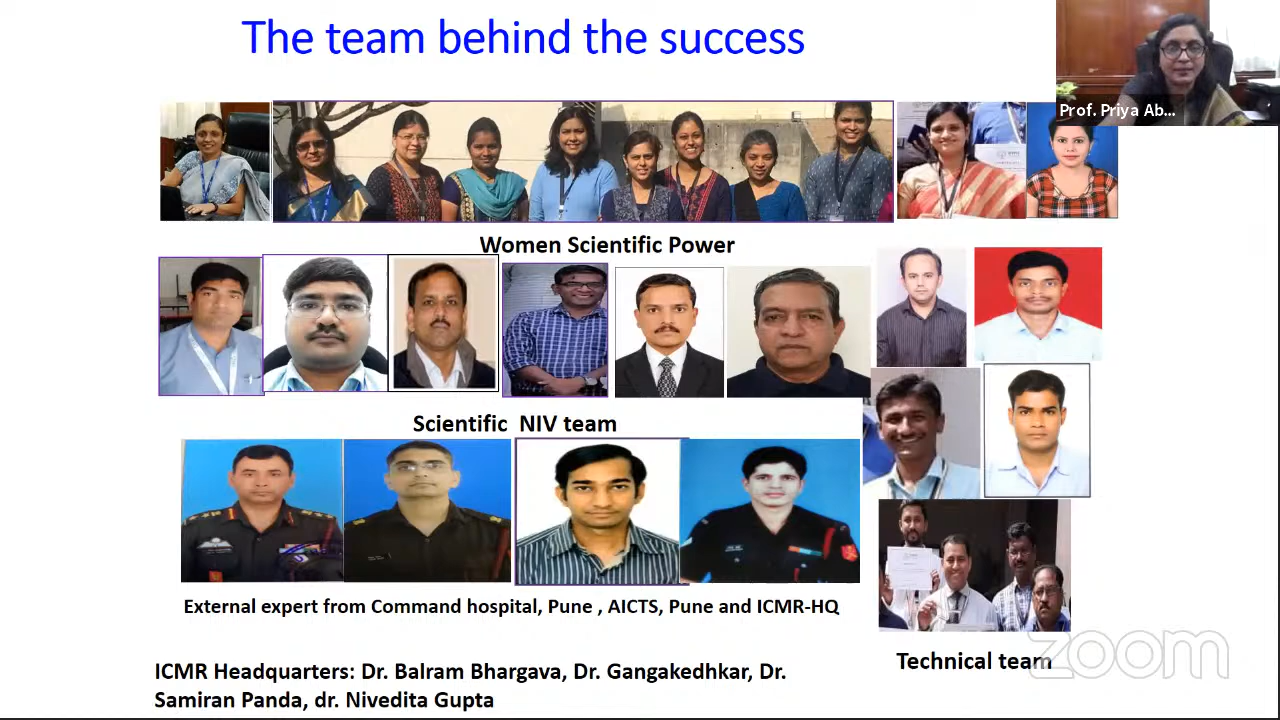 The team behind the success
Prof. Priya Ab...
Women Scientific Power
Scientific NIV team
External expert from Command hospital, Pune , AICTS, Pune and ICMR-HQ
Technical team
zoom
ICMR Headquarters: Dr. Balram Bhargava, Dr. Gangakedhkar, Dr.
Samiran Panda, dr. Nivedita Gupta